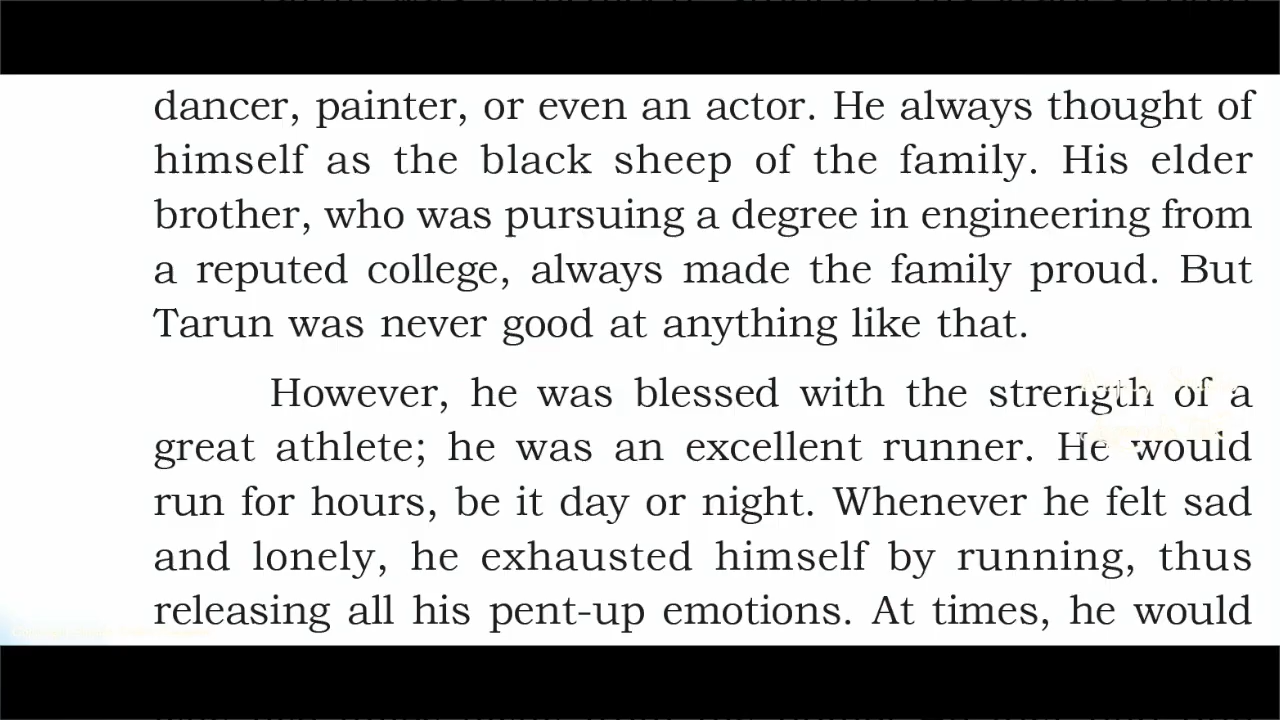 dancer, painter, or even an actor. He always thought of
himself as the black sheep of the family. His elder
brother, who was pursuing a degree in engineering from
a reputed college, always made the family proud. But
Tarun was never good at anything like that.
However, he was blessed with the strength of a
great athlete; he was an excellent runner. He would
run for hours, be it day or night. Whenever he felt sad
and lonely, he exhausted himself by running, thus
releasing all his pent-up emotions. At times, he would